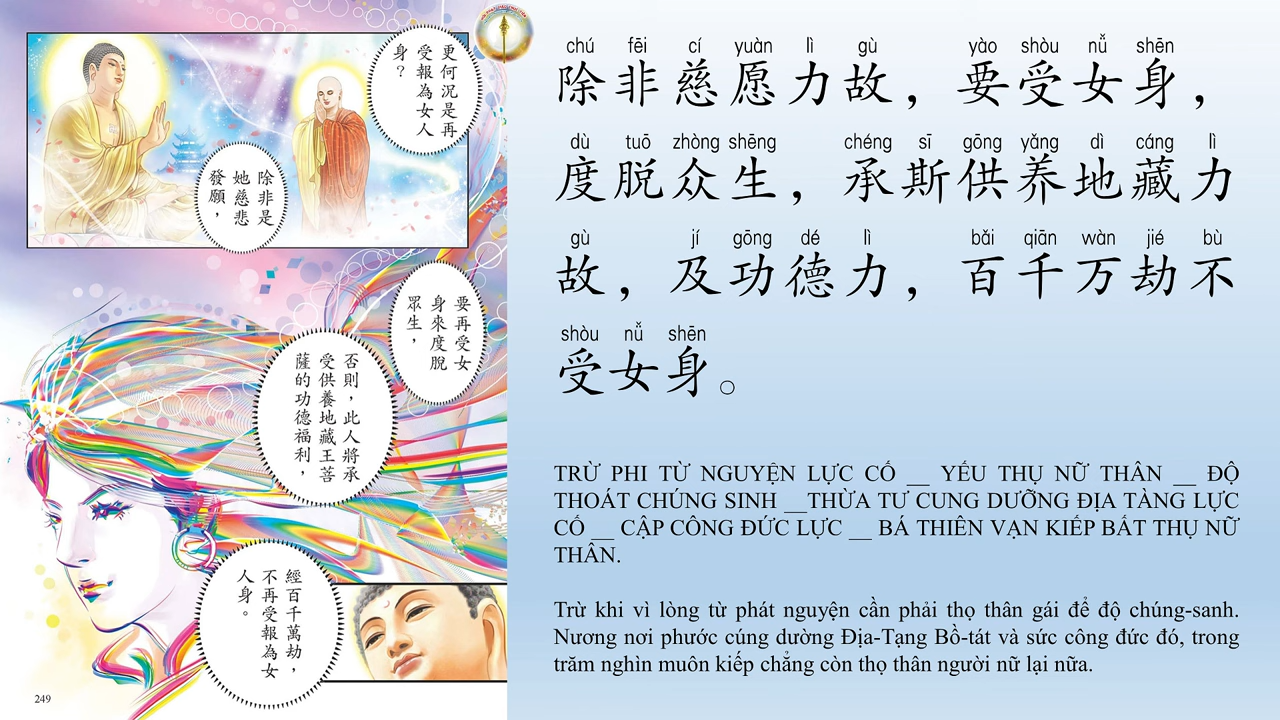 更何況是再
受報為女人
身？
除非是
她慈悲
發願，
要再受女
身來度脫
眾生，
否則，此人將承
受供養地藏王菩
薩的功德福利，
經百千萬劫，
不再受報為女
人身。
249
chú fēi cí yuàn lì gù yào shòu nǚ shēn
除非慈愿力故，要受女身，
dù tuō zhòng shēng chéng sī gōng yǎng dì cáng lì
度脱众生，承斯供养地藏力
gù jí gōng dé lì bǎi qiān wàn jié bù
故，及功德力，百千万劫不
shòu nǚ shēn
受女身。
TRỪ PHI TỪ NGUYỆN LỰC CỐ __ YẾU THỤ NỮ THÂN __ ĐỘ
THOÁT CHÚNG SINH __THỪA TƯ CUNG DƯỠNG ĐỊA TÀNG LỰC
CỐ __ CẬP CÔNG ĐỨC LỰC __ BÁ THIÊN VẠN KIẾP BẤT THỤ NỮ
THÂN.
Trừ khi vì lòng từ phát nguyện cần phải thọ thân gái để độ chúng-sanh.
Nương nơi phước cúng dường Địa-Tạng Bồ-tát và sức công đức đó, trong
trăm nghìn muôn kiếp chẳng còn thọ thân người nữ lại nữa.